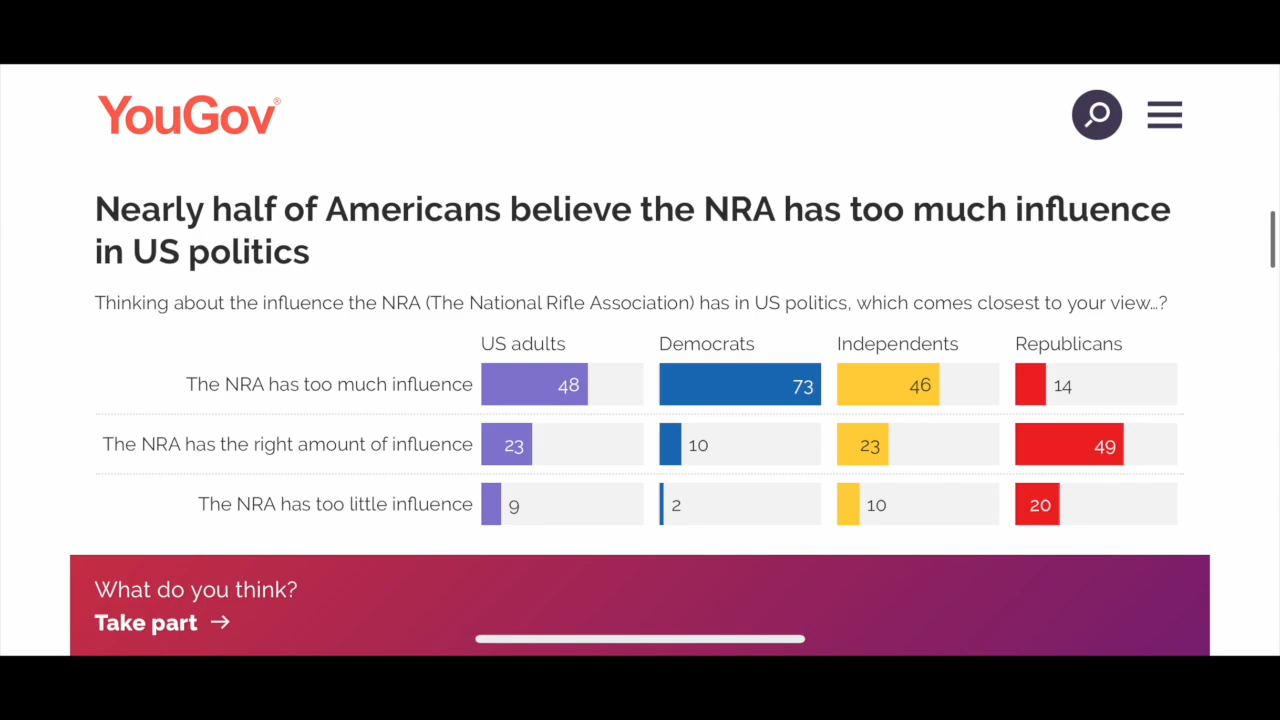 YouGov®
Nearly half of Americans believe the NRA has too much influence
in US politics
Thinking about the influence the NRA (The National Rifle Association) has in US politics, which comes closest to your view...?
US adults Democrats Independents Republicans
The NRA has too much influence 48 73 46 14
The NRA has the right amount of influence 23 10 23 49
The NRA has too little influence 9 2 10 20
What do you think?
Take part →